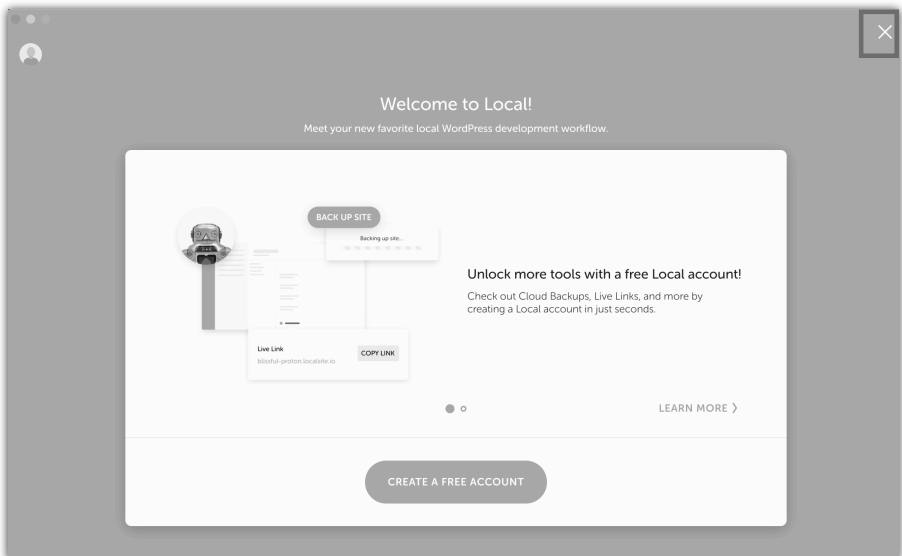 Welcome to Local!
Meet your new favorite local WordPress development workflow.
BACK UP SITE
Backing up site...
Unlock more tools with a free Local account!
Check out Cloud Backups, Live Links, and more by
creating a Local account in just seconds.
Live Link
blissful-proton.localsite.io
COPY LINK
LEARN MORE
CREATE A FREE ACCOUNT